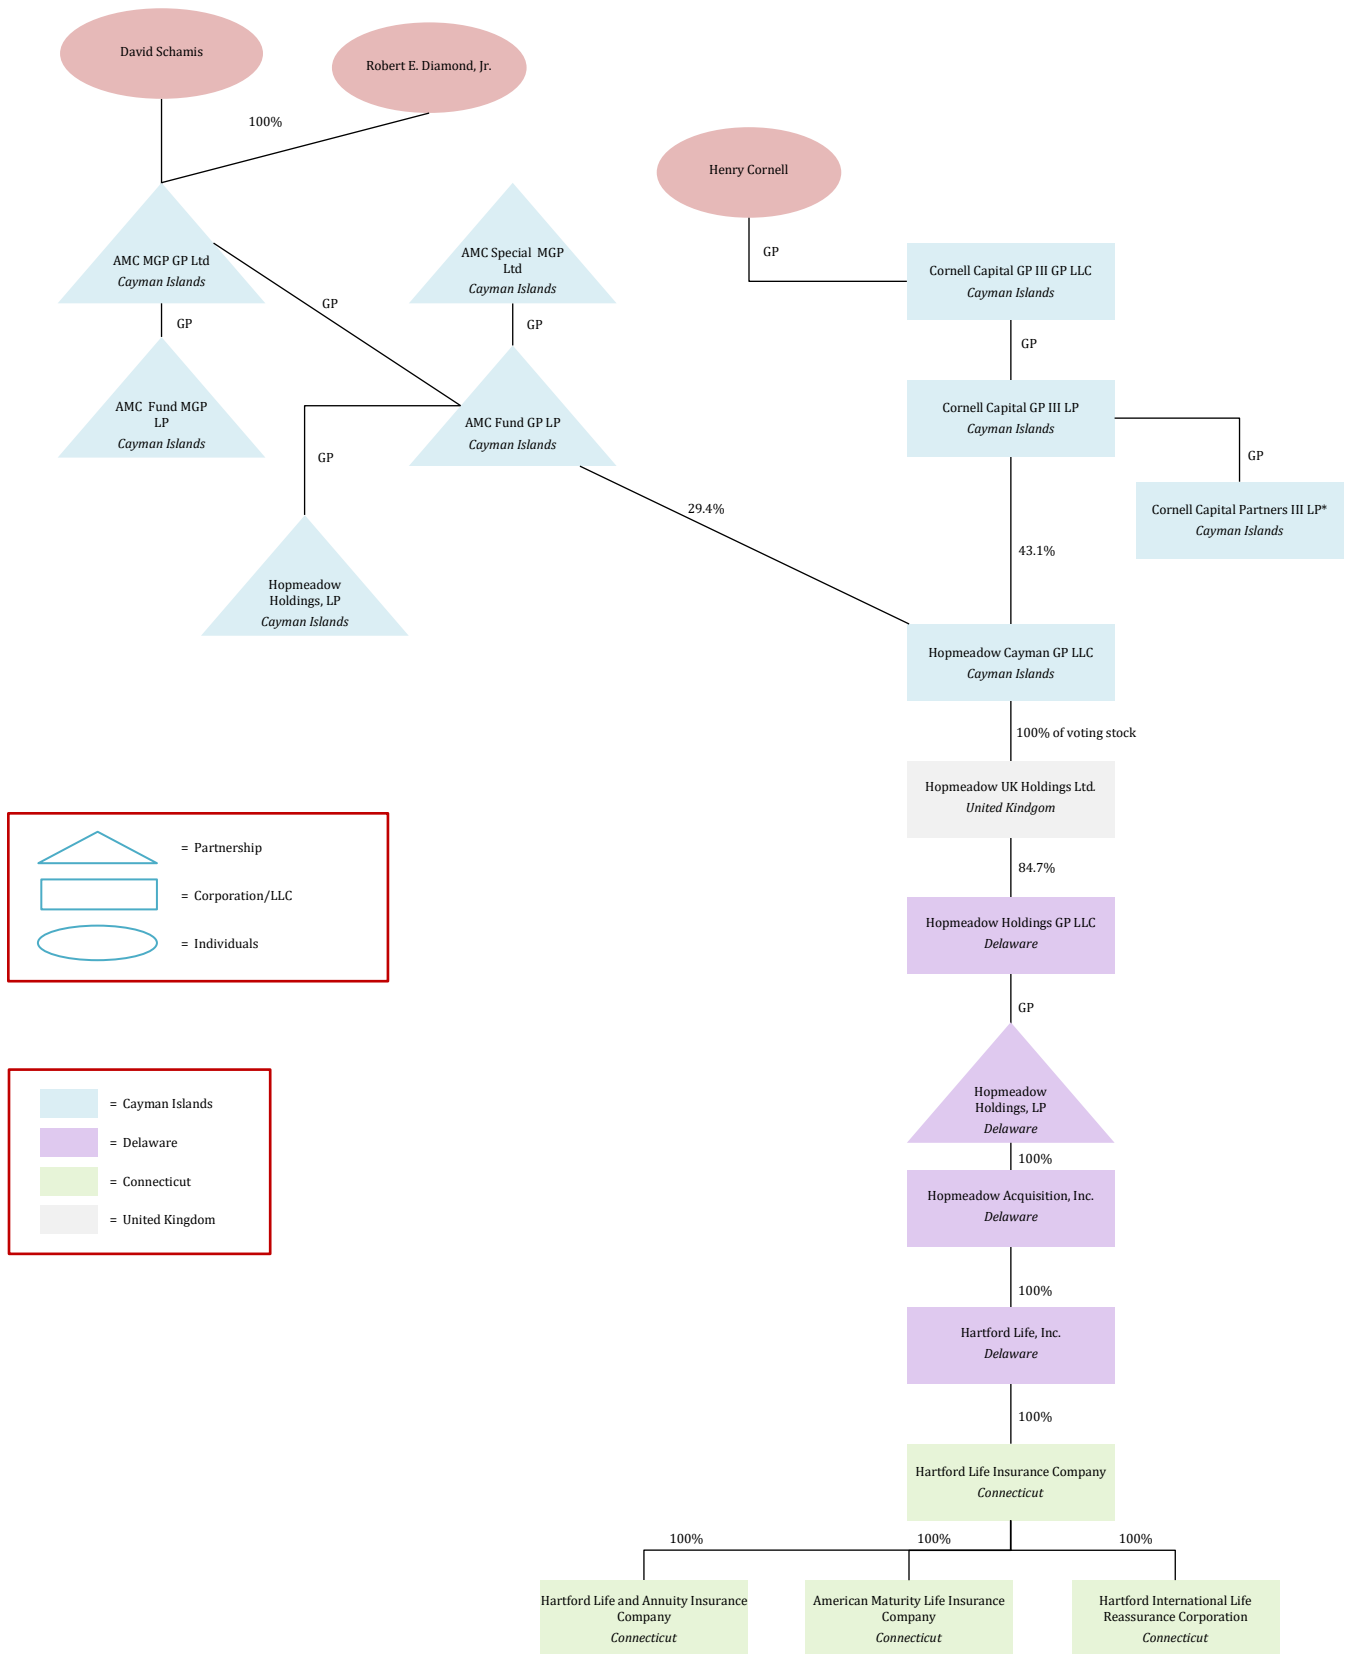 David Schamis
Robert E. Diamond, Jr.
100%
Henry Cornell
GP
AMC MGP GP Ltd
Cayman Islands
AMC Special  MGP
Ltd
Cayman Islands
Cornell Capital GP III GP LLC
Cayman Islands
GP
GP
GP
GP
AMC  Fund MGP
LP
Cayman Islands
AMC Fund GP LP
Cayman Islands
Cornell Capital GP III LP
Cayman Islands
GP
GP
Cornell Capital Partners III LP*
Cayman Islands
29.4%
43.1%
Hopmeadow
Holdings, LP
Cayman Islands
Hopmeadow Cayman GP LLC
Cayman Islands
100% of voting stock
Hopmeadow UK Holdings Ltd.
United Kindgom
= Partnership
= Corporation/LLC
= Individuals
84.7%
Hopmeadow Holdings GP LLC
Delaware
GP
Hopmeadow
Holdings, LP
Delaware
= Cayman Islands
= Delaware
= Connecticut
= United Kingdom
100%
Hopmeadow Acquisition, Inc.
Delaware
100%
Hartford Life, Inc.
Delaware
100%
Hartford Life Insurance Company
Connecticut
100%
100%
100%
Hartford Life and Annuity Insurance
Company
Connecticut
American Maturity Life Insurance
Company
Connecticut
Hartford International Life
Reassurance Corporation
Connecticut